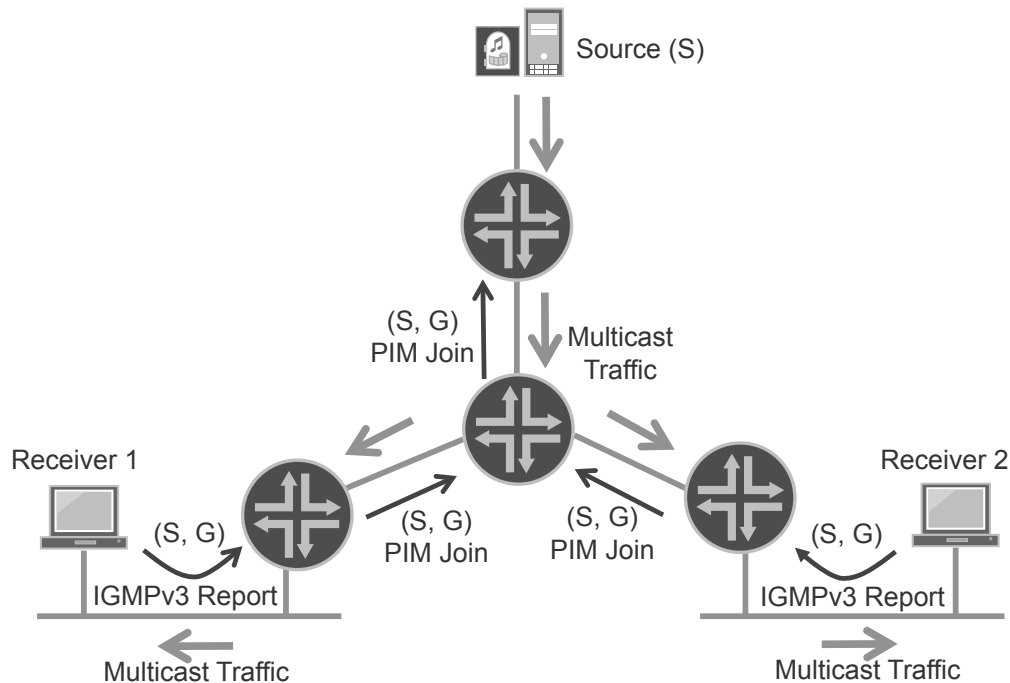 Source (S)
(S, G)
PIM Join
Multicast
Traffic
Receiver 1
Receiver 2
(S, G)
IGMPv3 Report
(S, G)
PIM Join
(S, G)
PIM Join
(S, G)
IGMPv3 Report
Multicast Traffic
Multicast Traffic